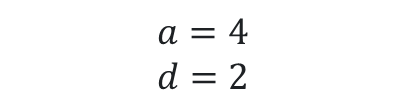 a = 4
d = 2